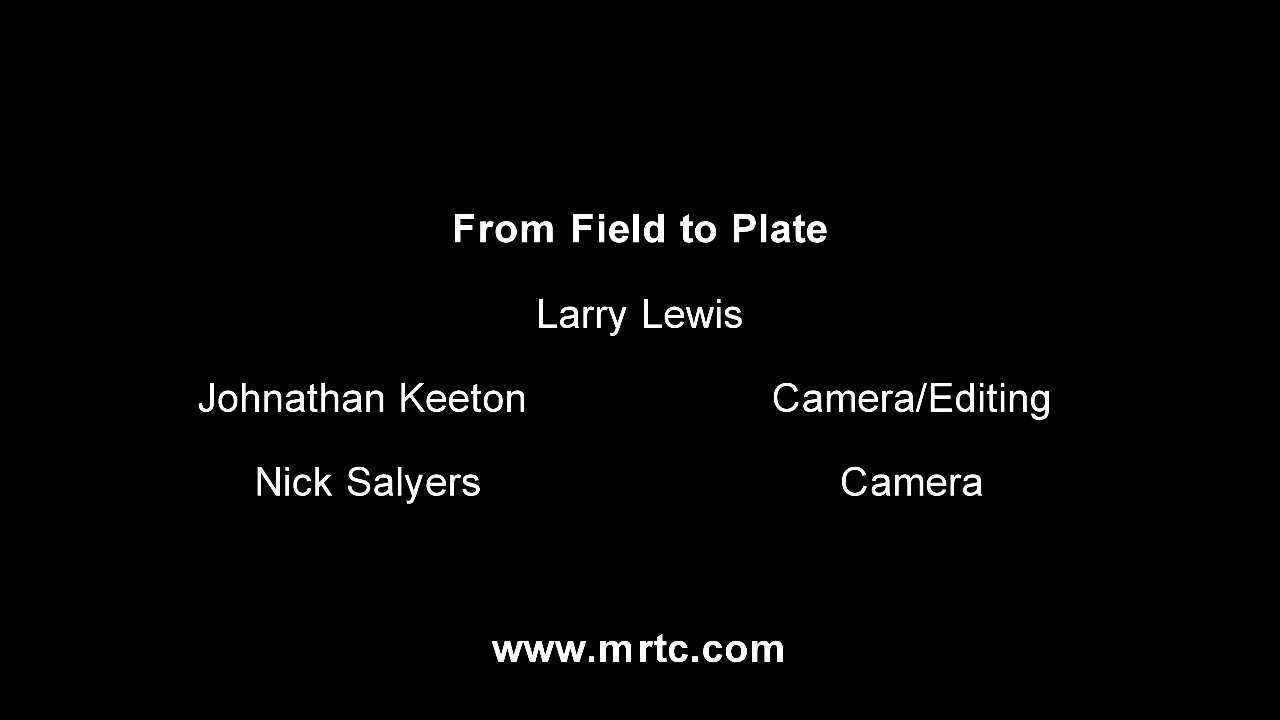 From Field to Plate
Larry Lewis
Johnathan Keeton Camera/Editing
Nick Salyers Camera
www.mrtc.com